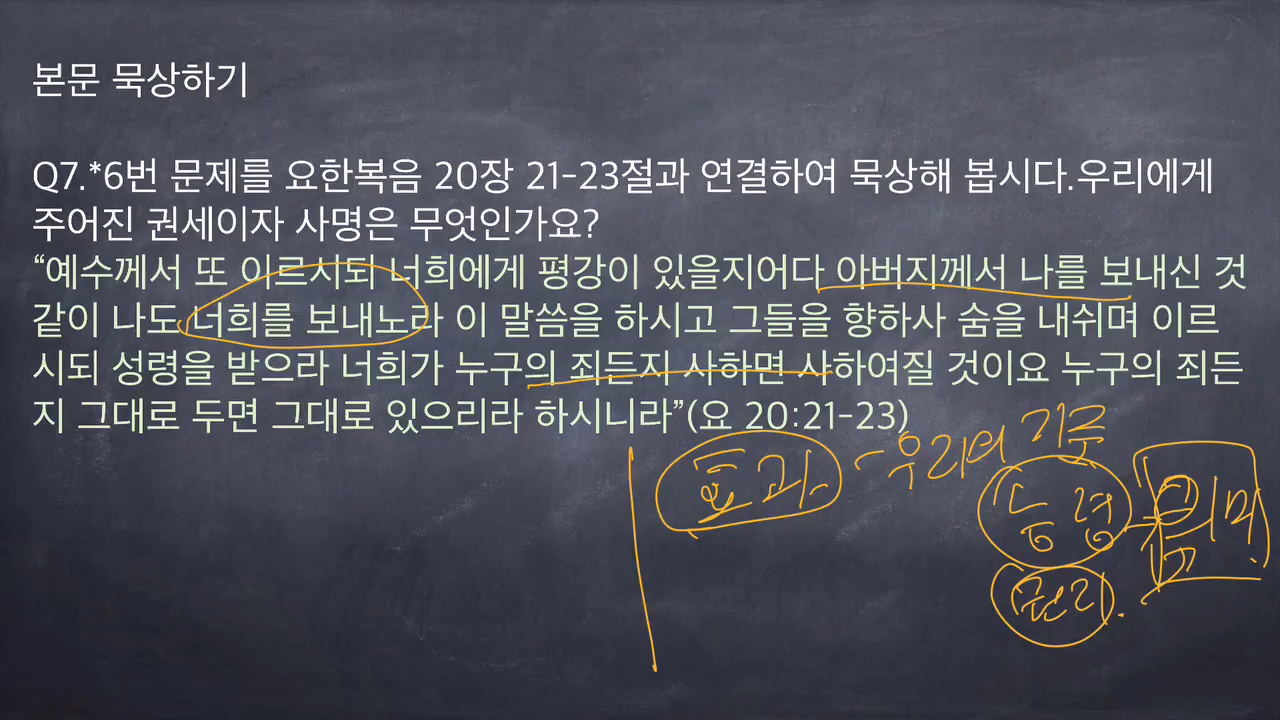 본문 묵상하기
Q7.*6번 문제를 요한복음 20장 21-23절과 연결하여 묵상해 봅시다.우리에게
주어진 권세이자 사명은 무엇인가요?
“예수께서 또 이르시되 너희에게 평강이 있을지어다 아버지께서 나를 보내신 것
같이 나도 너희를 보내노라 이 말씀을 하시고 그들을 향하사 숨을 내쉬며 이르
시되 성령을 받으라 너희가 누구의 죄든지 사하면 사하여질 것이요 누구의 죄든
지 그대로 두면 그대로 있으리라 하시니라”(요 20:21-23)
효과 - 우리의 기준
능력
권리.